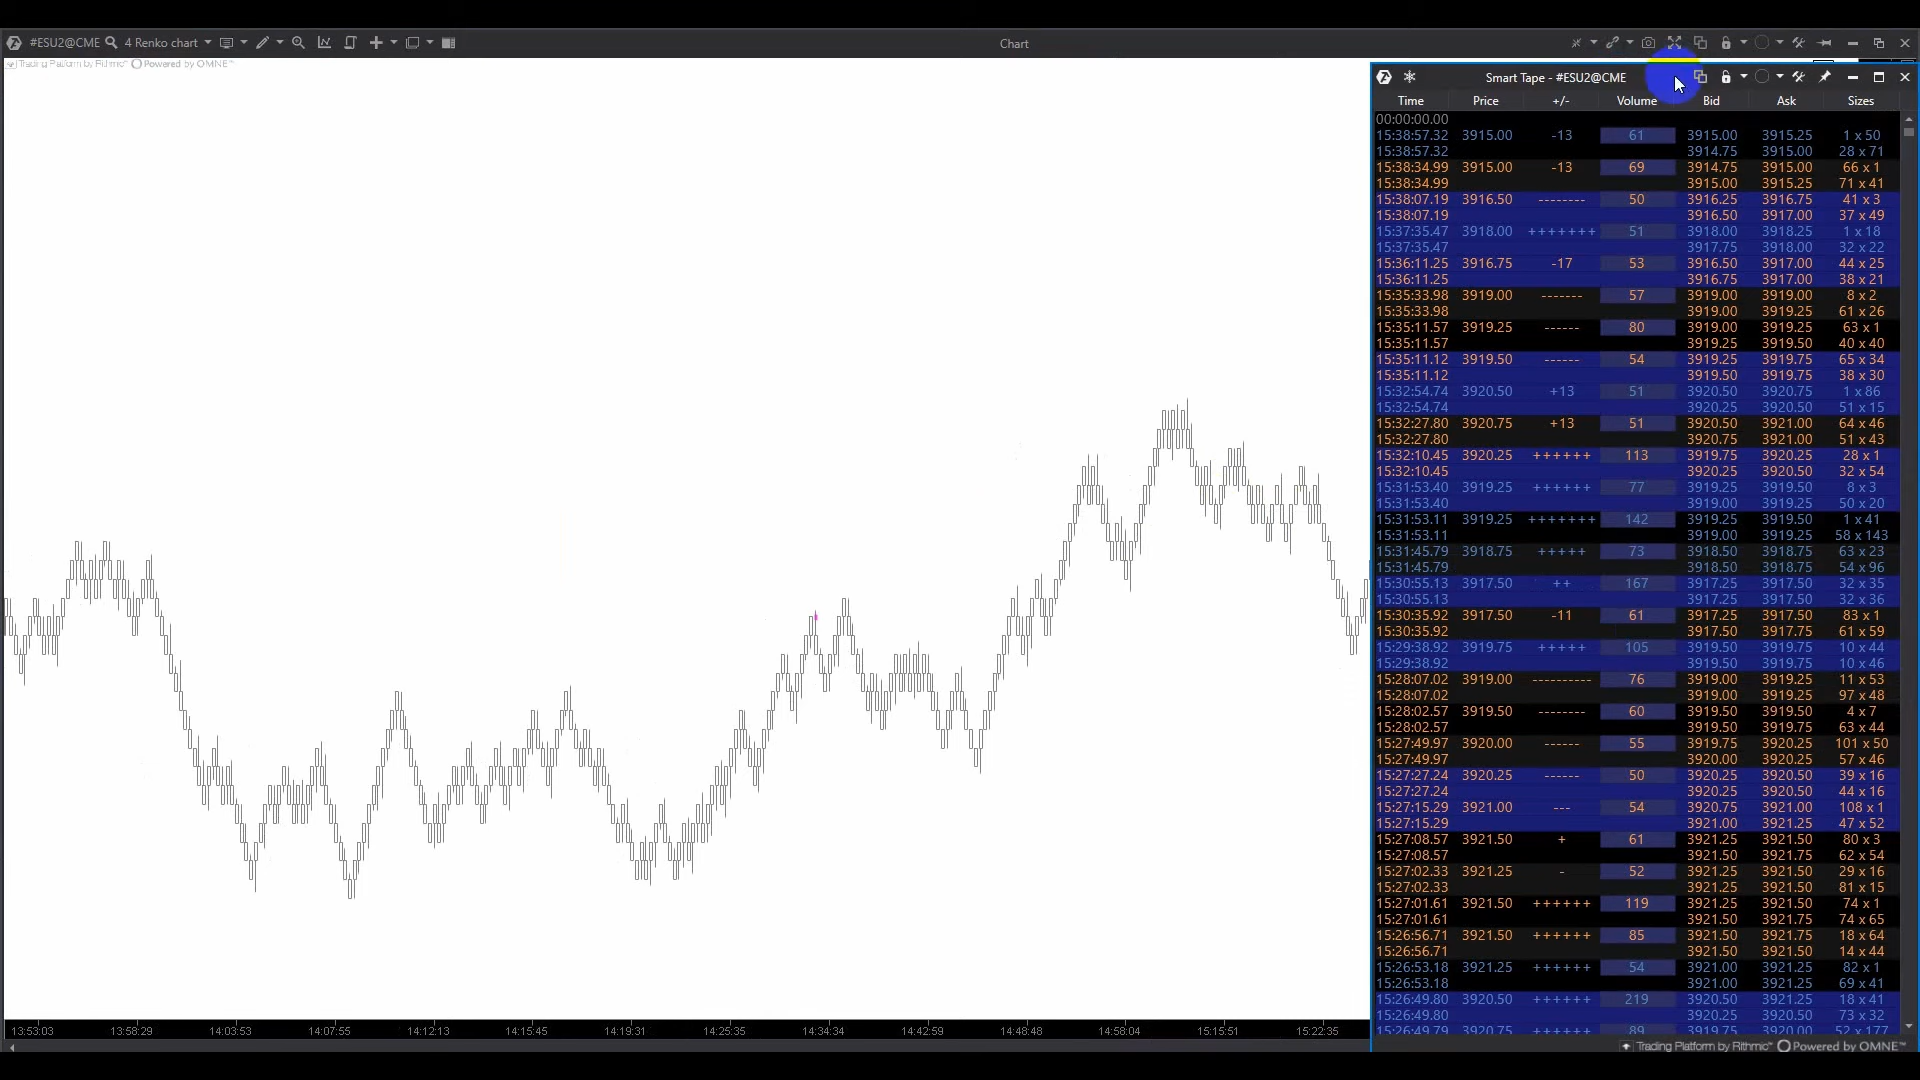 #ESU2@CME 4 Renko chart Chart
Trading Platform by Rithmic™ Powered by OMNE™
Smart Tape - #ESU2@CME
Time Price +/- Volume Bid Ask Sizes
00:00:00.00
15:38:57.32 3915.00 -13 61 3915.00 3915.25 1 x 50
15:38:57.32 3914.75 3915.00 28 x 71
15:38:34.99 3915.00 -13 69 3914.75 3915.00 66 x 1
15:38:34.99 3915.00 3915.25 71 x 41
15:38:07.19 3916.50 -------- 50 3916.25 3916.75 41 x 3
15:38:07.19 3916.50 3917.00 37 x 49
15:37:35.47 3918.00 +++++++ 51 3918.00 3918.25 1 x 18
15:37:35.47 3917.75 3918.00 32 x 22
15:36:11.25 3916.75 -17 53 3916.50 3917.00 44 x 25
15:36:11.25 3916.75 3917.00 38 x 21
15:35:33.98 3919.00 ------- 57 3919.00 3919.00 8 x 2
15:35:33.98 3919.00 3919.25 61 x 26
15:35:11.57 3919.25 ------ 80 3919.00 3919.25 63 x 1
15:35:11.57 3919.25 3919.50 40 x 40
15:35:11.12 3919.50 ------ 54 3919.25 3919.75 65 x 34
15:35:11.12 3919.50 3919.75 38 x 30
15:32:54.74 3920.50 +13 51 3920.50 3920.75 1 x 86
15:32:54.74 3920.25 3920.50 51 x 15
15:32:27.80 3920.75 +13 51 3920.50 3921.00 64 x 46
15:32:27.80 3920.75 3921.00 51 x 43
15:32:10.45 3920.25 ++++++ 113 3919.75 3920.25 28 x 1
15:32:10.45 3920.25 3920.50 32 x 54
15:31:53.40 3919.25 ++++++ 77 3919.25 3919.50 8 x 3
15:31:53.40 3919.00 3919.25 50 x 20
15:31:53.11 3919.25 +++++++ 142 3919.25 3919.50 1 x 41
15:31:53.11 3919.00 3919.25 58 x 143
15:31:45.79 3918.75 +++++ 73 3918.50 3918.75 63 x 23
15:31:45.79 3918.50 3918.75 54 x 96
15:30:55.13 3917.50 ++ 167 3917.25 3917.50 32 x 35
15:30:55.13 3917.25 3917.50 32 x 36
15:30:35.92 3917.50 -11 61 3917.25 3917.50 83 x 1
15:30:35.92 3917.50 3917.75 61 x 59
15:29:38.92 3919.75 +++++ 105 3919.50 3919.75 10 x 44
15:29:38.92 3919.50 3919.75 10 x 46
15:28:07.02 3919.00 ---------- 76 3919.00 3919.25 11 x 53
15:28:07.02 3919.00 3919.25 97 x 48
15:28:02.57 3919.50 -------- 60 3919.50 3919.50 4 x 7
15:28:02.57 3919.50 3919.75 63 x 44
15:27:49.97 3920.00 ------ 55 3919.75 3920.25 101 x 50
15:27:49.97 3920.00 3920.25 57 x 46
15:27:27.24 3920.25 ------ 50 3920.25 3920.50 39 x 16
15:27:27.24 3920.25 3920.50 44 x 16
15:27:15.29 3921.00 --- 54 3920.75 3921.00 108 x 1
15:27:15.29 3921.00 3921.25 47 x 52
15:27:08.57 3921.50 + 61 3921.25 3921.50 80 x 3
15:27:08.57 3921.50 3921.75 62 x 54
15:27:02.33 3921.25 - 52 3921.25 3921.50 29 x 16
15:27:02.33 3921.25 3921.50 81 x 15
15:27:01.61 3921.50 ++++++ 119 3921.25 3921.50 74 x 1
15:27:01.61 3921.50 3921.75 74 x 65
15:26:56.71 3921.50 ++++++ 85 3921.50 3921.75 18 x 64
15:26:56.71 3921.50 3921.50 14 x 44
15:26:53.18 3921.25 ++++++ 54 3921.00 3921.25 82 x 1
15:26:53.18 3921.00 3921.25 69 x 41
15:26:49.80 3920.50 ++++++ 219 3920.50 3921.25 18 x 41
15:26:49.80 3920.25 3920.50 73 x 32
15:26:49.79 3920.75 ++++++ 89 3919.75 3920.00 52 x 177
13:53:03 13:58:29 14:03:53 14:07:55 14:12:13 14:15:45 14:19:31 14:25:35 14:34:34 14:42:59 14:48:48 14:58:04 15:15:51 15:22:35
Trading Platform by Rithmic™ Powered by OMNE™